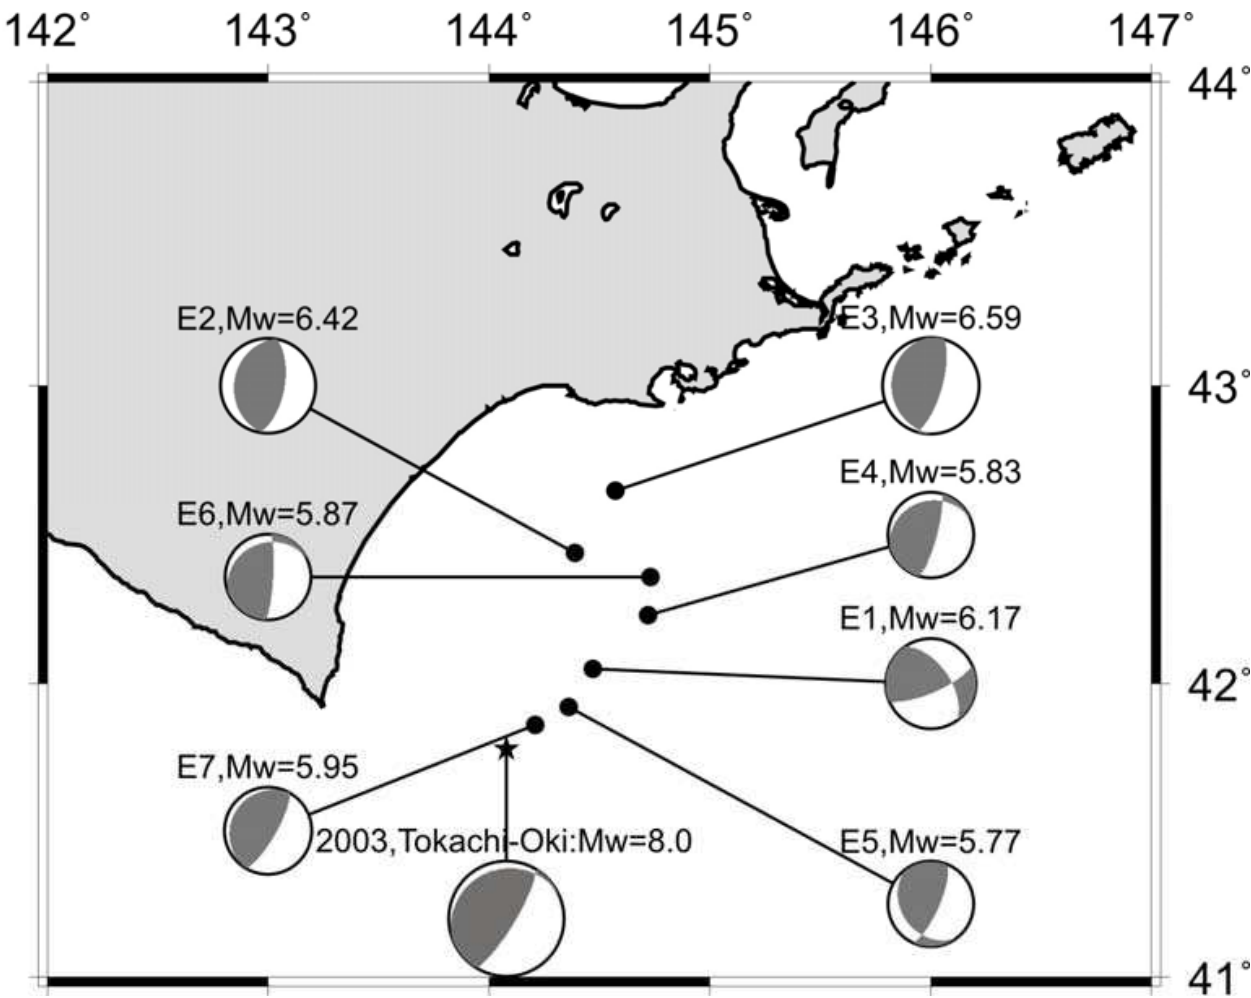 142° 143° 144° 145° 146° 147°
44°
E2,Mw=6.42
E3,Mw=6.59
43°
E4,Mw=5.83
E6,Mw=5.87
E1,Mw=6.17
42°
E7,Mw=5.95
2003,Tokachi-Oki:Mw=8.0
E5,Mw=5.77
41°